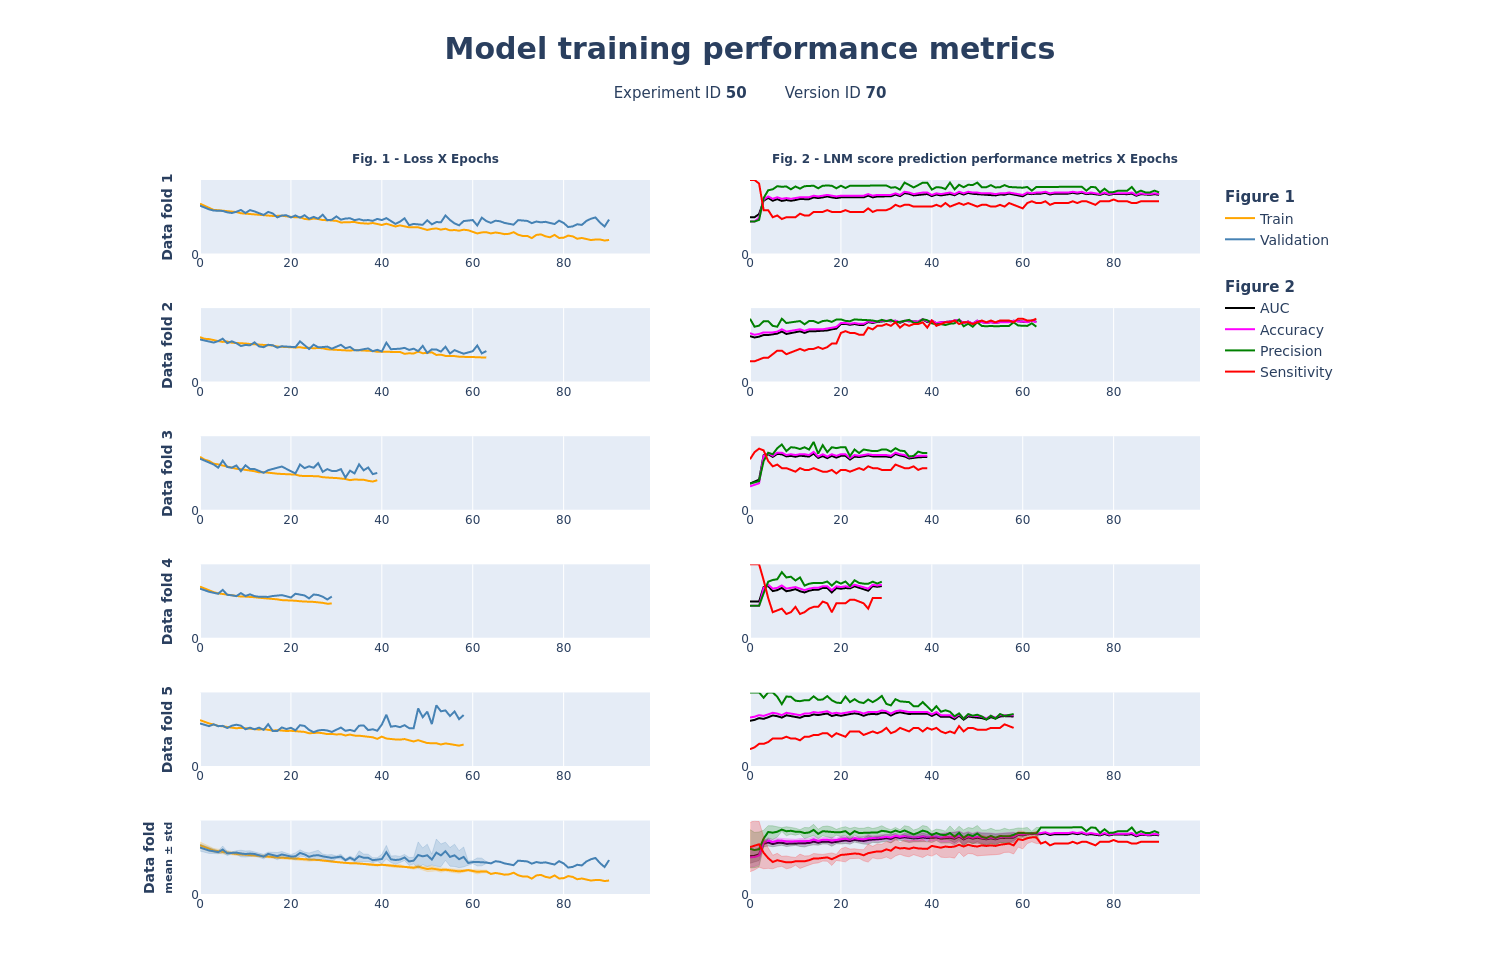 Model training performance metrics
Experiment ID 50 Version ID 70
Fig. 1 - Loss X Epochs
Fig. 2 - LNM score prediction performance metrics X Epochs
Data fold 1
0
0 20 40 60 80
0
0 20 40 60 80
Data fold 2
0
0 20 40 60 80
0
0 20 40 60 80
Data fold 3
0
0 20 40 60 80
0
0 20 40 60 80
Data fold 4
0
0 20 40 60 80
0
0 20 40 60 80
Data fold 5
0
0 20 40 60 80
0
0 20 40 60 80
Data fold
mean ± std
0
0 20 40 60 80
0
0 20 40 60 80
Figure 1
Train
Validation
Figure 2
AUC
Accuracy
Precision
Sensitivity